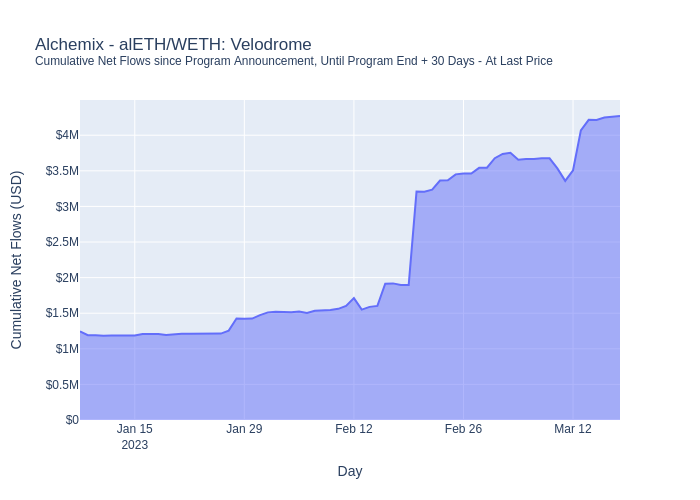 Alchemix - alETH/WETH: Velodrome
Cumulative Net Flows since Program Announcement, Until Program End + 30 Days - At Last Price
Cumulative Net Flows (USD)
$4M
$3.5M
$3M
$2.5M
$2M
$1.5M
$1M
$0.5M
$0
Jan 15
2023
Jan 29
Feb 12
Feb 26
Mar 12
Day